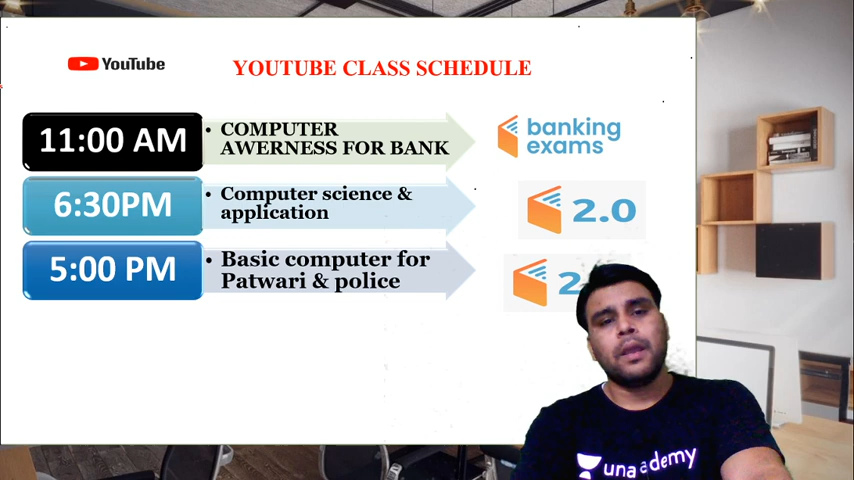 YouTube
YOUTUBE CLASS SCHEDULE
11:00 AM
• COMPUTER
AWERNESS FOR BANK
banking
exams
6:30PM
• Computer science &
application
2.0
5:00 PM
• Basic computer for
Patwari & police
2
unacademy